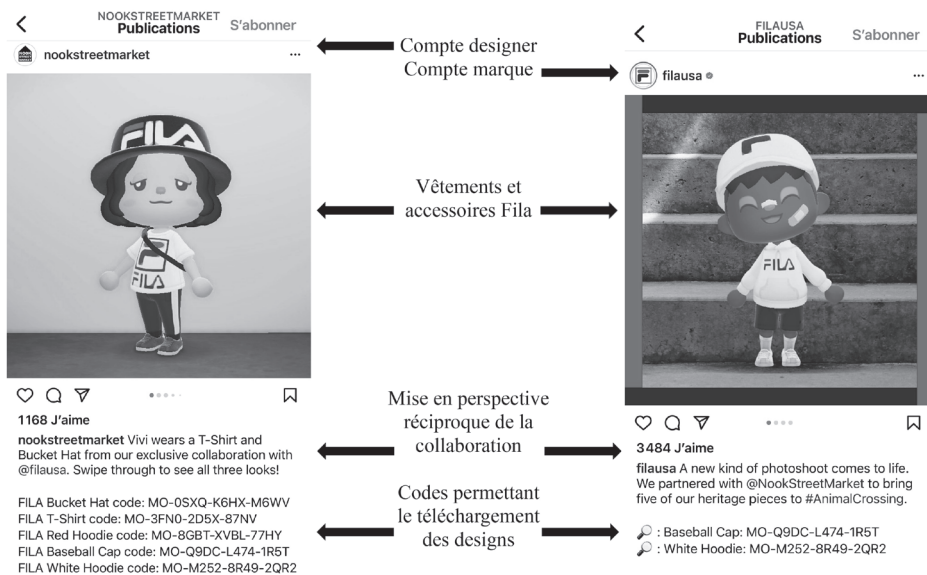 NOOKSTREETMARKET
Publications
S'abonner
nookstreetmarket
FILA
FILA
1168 J'aime
nookstreetmarket Vivi wears a T-Shirt and
Bucket Hat from our exclusive collaboration with
@filausa. Swipe through to see all three looks!
FILA Bucket Hat code: MO-0SXQ-K6HX-M6WV
FILA T-Shirt code: MO-3FN0-2D5X-87NV
FILA Red Hoodie code: MO-8GBT-XVBL-77HY
FILA Baseball Cap code: MO-Q9DC-L474-1R5T
FILA White Hoodie code: MO-M252-8R49-2QR2
Compte designer
Compte marque
Vêtements et
accessoires Fila
Mise en perspective
réciproque de la
collaboration
Codes permettant
le téléchargement
des designs
FILAUSA
Publications
S'abonner
filausa
FILA
3484 J'aime
filausa A new kind of photoshoot comes to life.
We partnered with @NookStreetMarket to bring
five of our heritage pieces to #AnimalCrossing.
: Baseball Cap: MO-Q9DC-L474-1R5T
: White Hoodie: MO-M252-8R49-2QR2